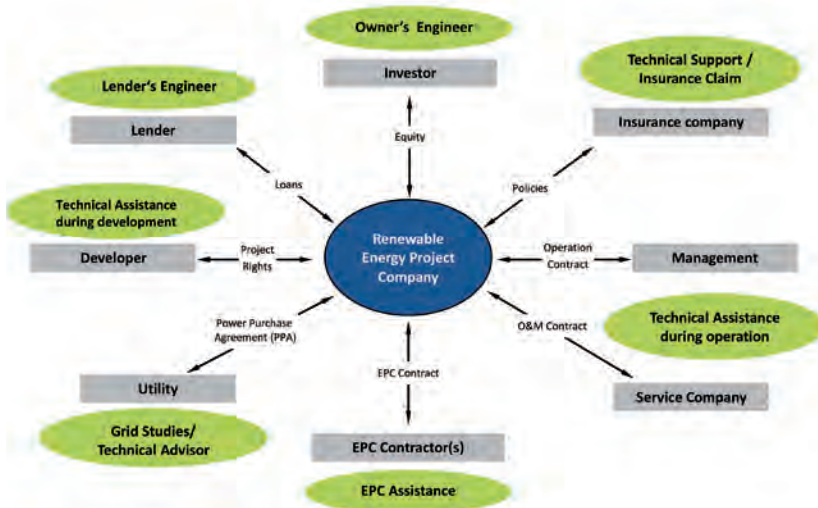 Owner's Engineer
Investor
Lender's Engineer
Lender
Technical Support /
Insurance Claim
Insurance company
Equity
Loans
Policies
Technical Assistance
during development
Developer
Project
Rights
Renewable
Energy Project
Company
Operation
Contract
Management
Power Purchase
Agreement (PPA)
O&M Contract
Technical Assistance
during operation
EPC Contract
Utility
Service Company
Grid Studies/
Technical Advisor
EPC Contractor(s)
EPC Assistance